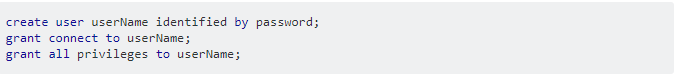 create user userName identified by password;
grant connect to userName;
grant all privileges to userName;